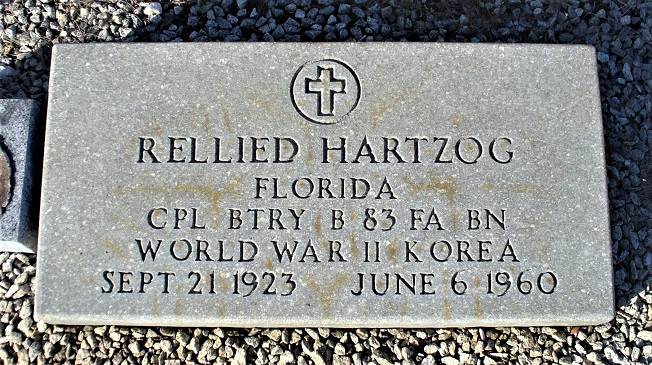 RELLIED HARTZOG
FLORIDA
CPL BTRY B 83 FA BN
WORLD WAR II KOREA
SEPT 21 1923 JUNE 6 1960